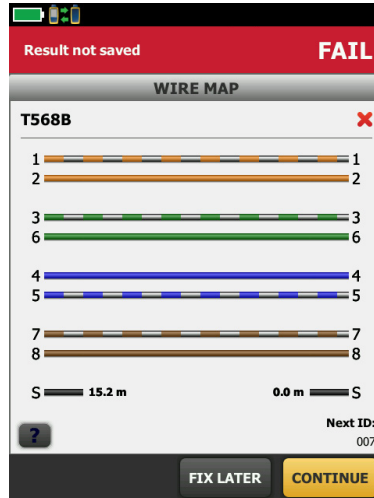 Result not saved FAIL
WIRE MAP
T568B
1 1
2 2
3 3
6 6
4 4
5 5
7 7
8 8
S 15.2 m 0.0 m S
Next ID:
? 007
FIX LATER CONTINUE